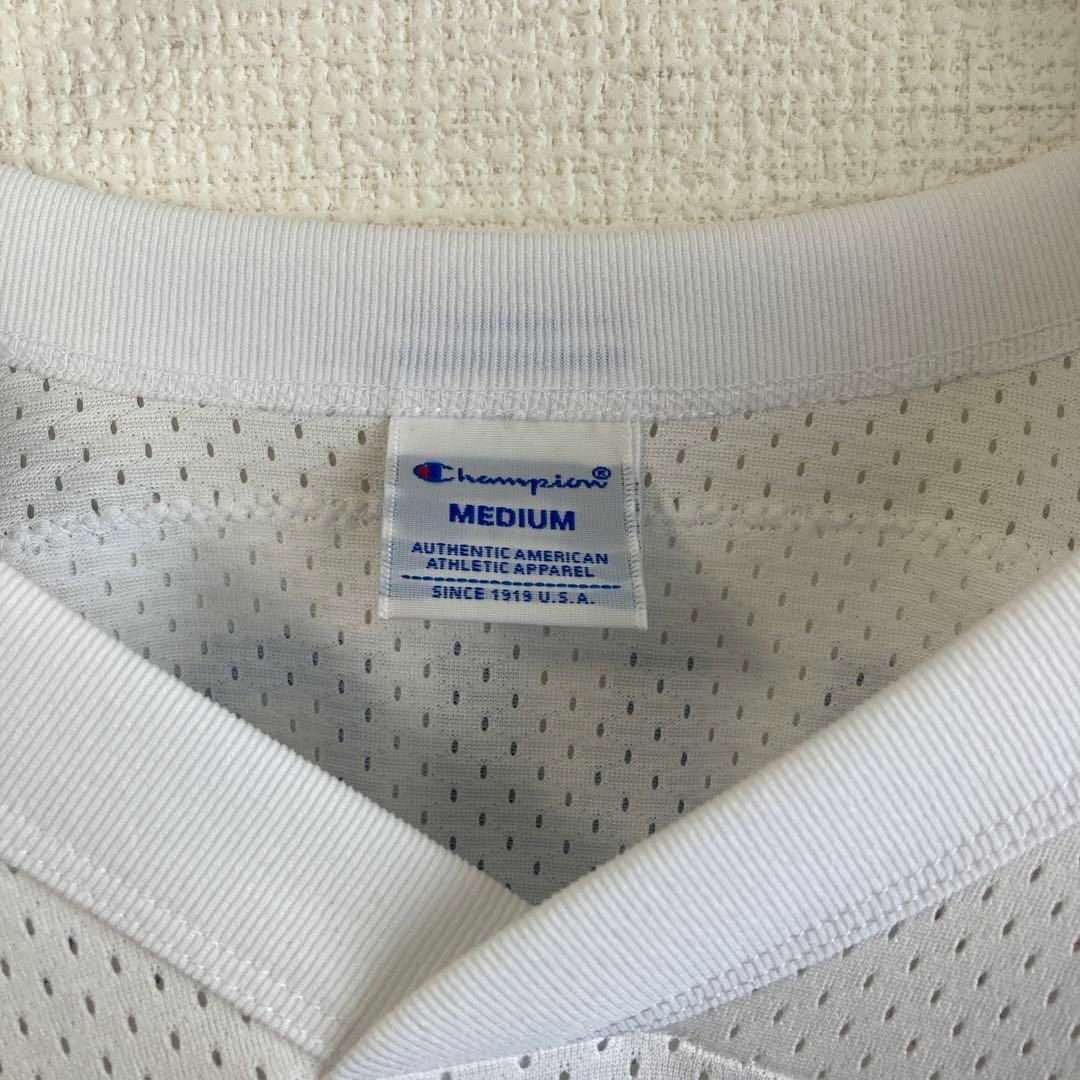 Champion®
MEDIUM
AUTHENTIC AMERICAN
ATHLETIC APPAREL
SINCE 1919 U.S.A.